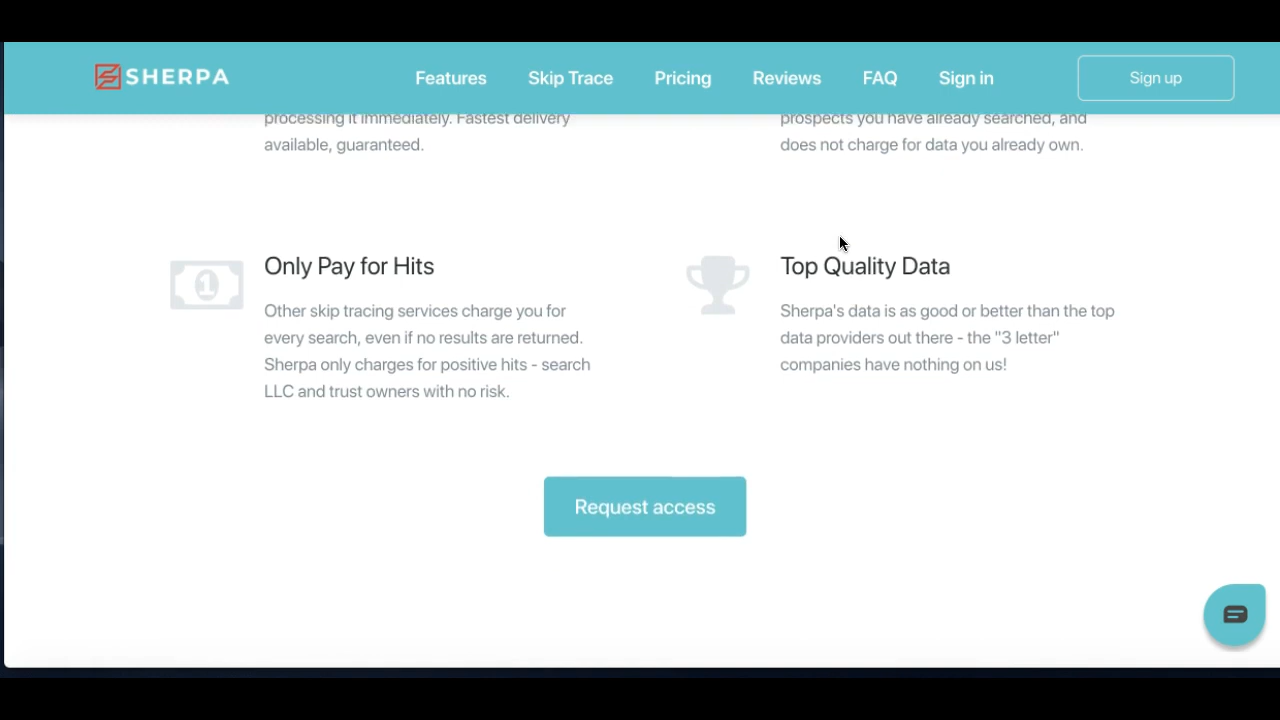 SHERPA
Features
Skip Trace
Pricing
Reviews
FAQ
Sign in
Sign up
processing it immediately. Fastest delivery
available, guaranteed.
prospects you have already searched, and
does not charge for data you already own.
1
Only Pay for Hits
Other skip tracing services charge you for
every search, even if no results are returned.
Sherpa only charges for positive hits - search
LLC and trust owners with no risk.
Top Quality Data
Sherpa's data is as good or better than the top
data providers out there - the "3 letter"
companies have nothing on us!
Request access